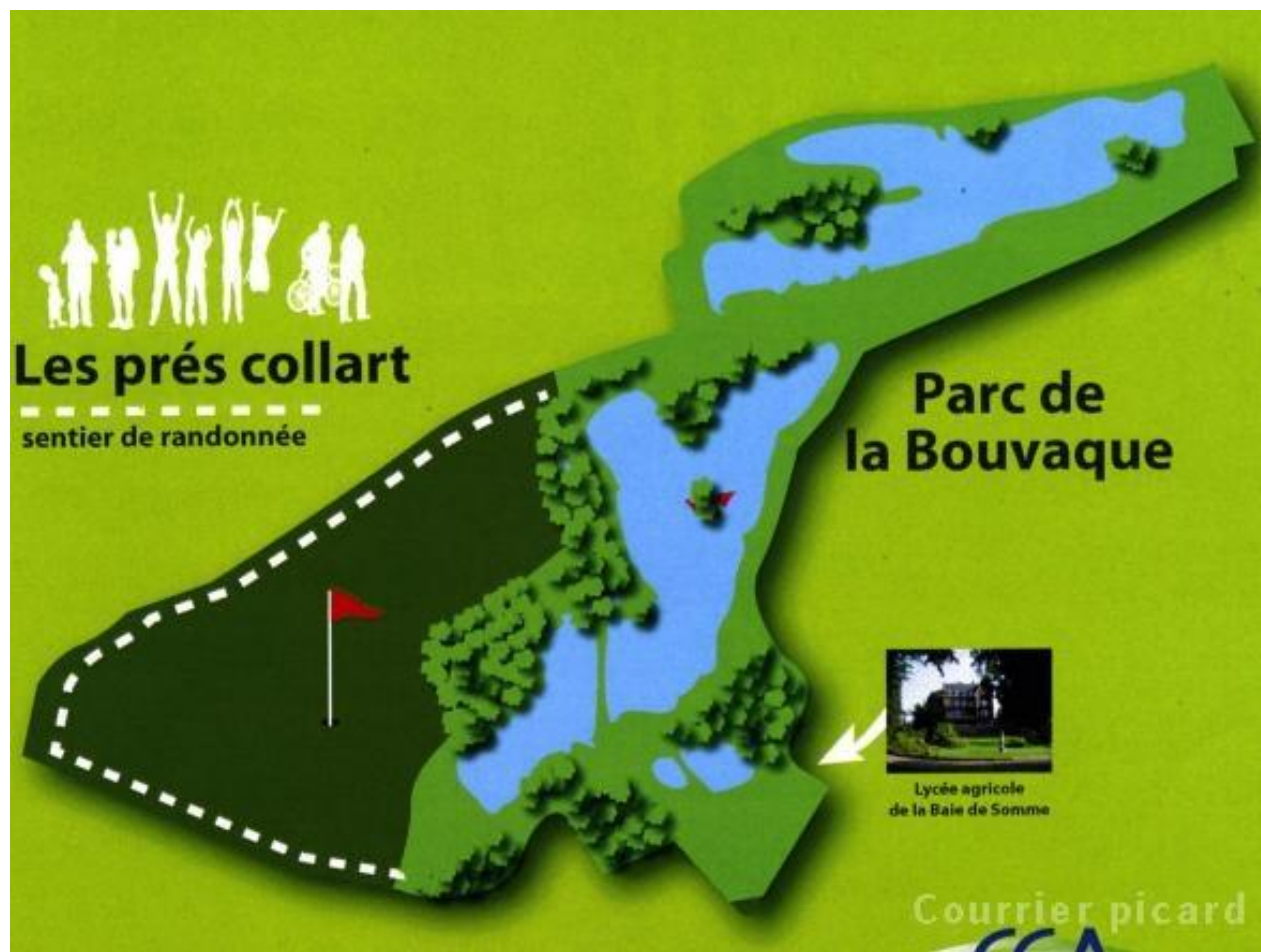 Les prés collart
sentier de randonnée
Parc de
la Bouvaque
Lycée agricole
de la Baie de Somme
Courrier picard
CCA